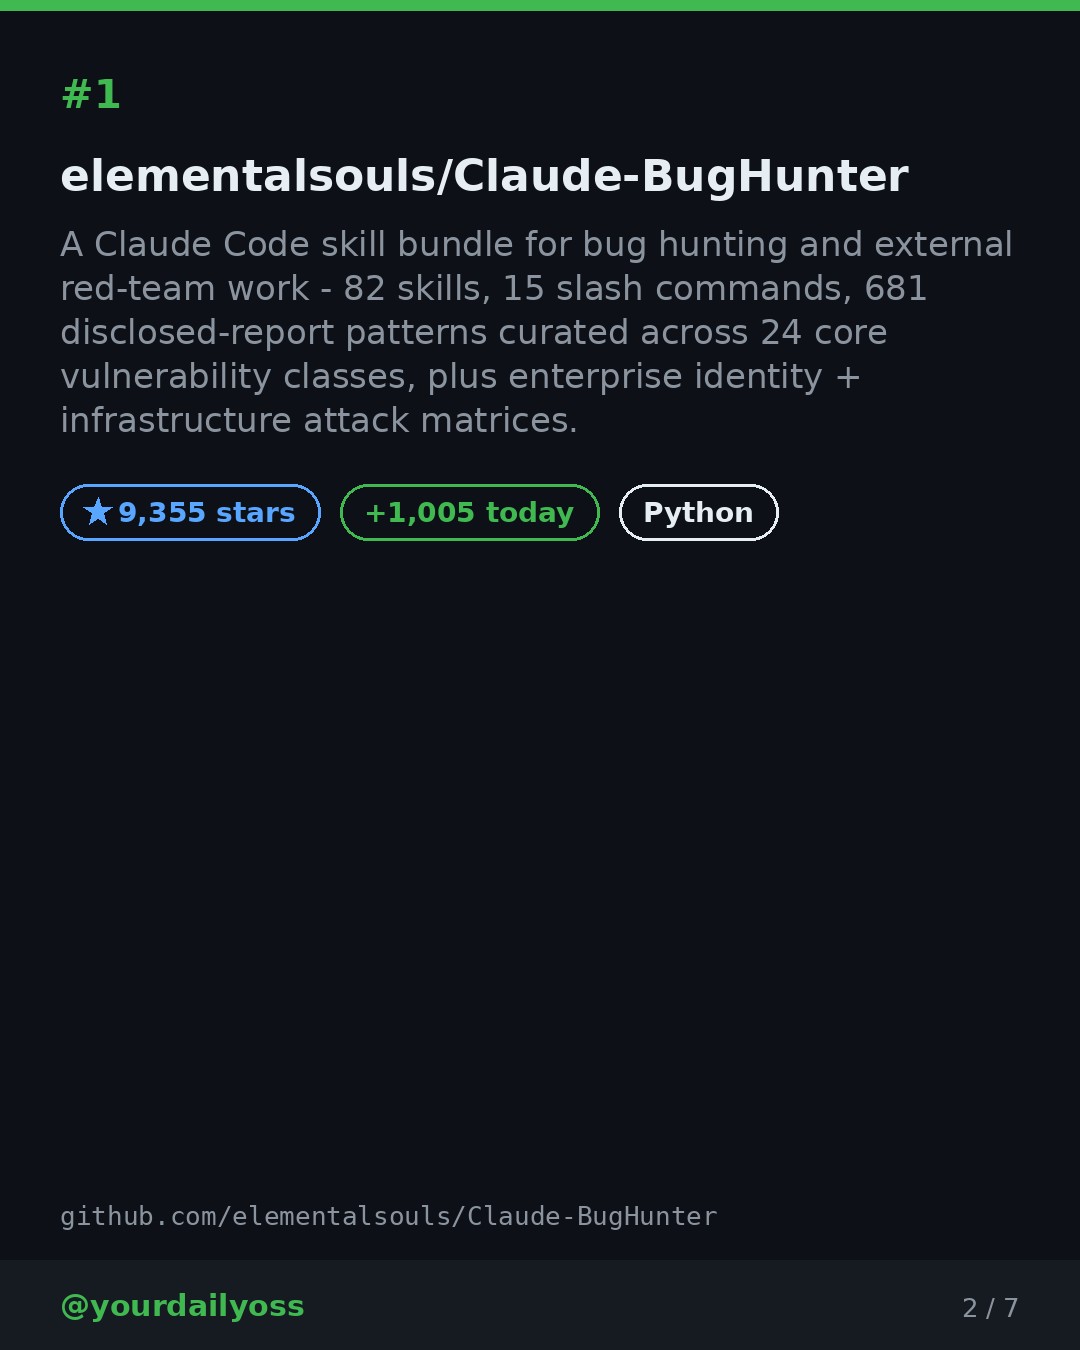 #1
elementalsouls/Claude-BugHunter
A Claude Code skill bundle for bug hunting and external
red-team work - 82 skills, 15 slash commands, 681
disclosed-report patterns curated across 24 core
vulnerability classes, plus enterprise identity +
infrastructure attack matrices.
★ 9,355 stars
+1,005 today
Python
github.com/elementalsouls/Claude-BugHunter
@yourdailyoss
2 / 7